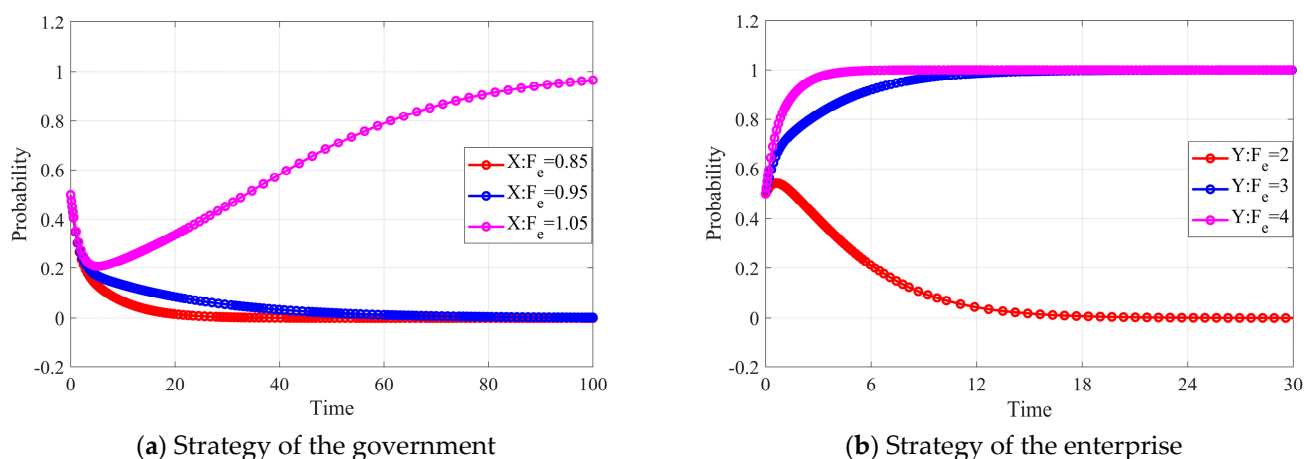 1.2
1
0.8
0.6
0.4
0.2
0
-0.2
Probability
0
20
40
60
80
100
Time
X:F_e=0.85
X:F_e=0.95
X:F_e=1.05
(a) Strategy of the government
1.2
1
0.8
0.6
0.4
0.2
0
-0.2
Probability
0
6
12
18
24
30
Time
Y:F_e=2
Y:F_e=3
Y:F_e=4
(b) Strategy of the enterprise